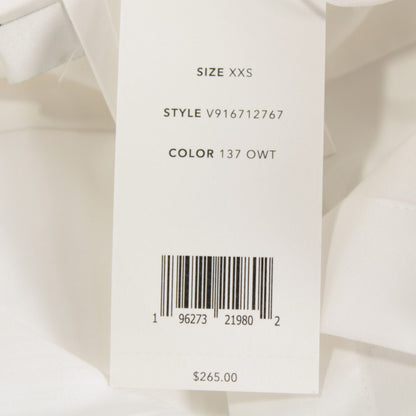 SIZE XXS
STYLE V916712767
COLOR 137 OWT
1 96273 21980 2
$265.00